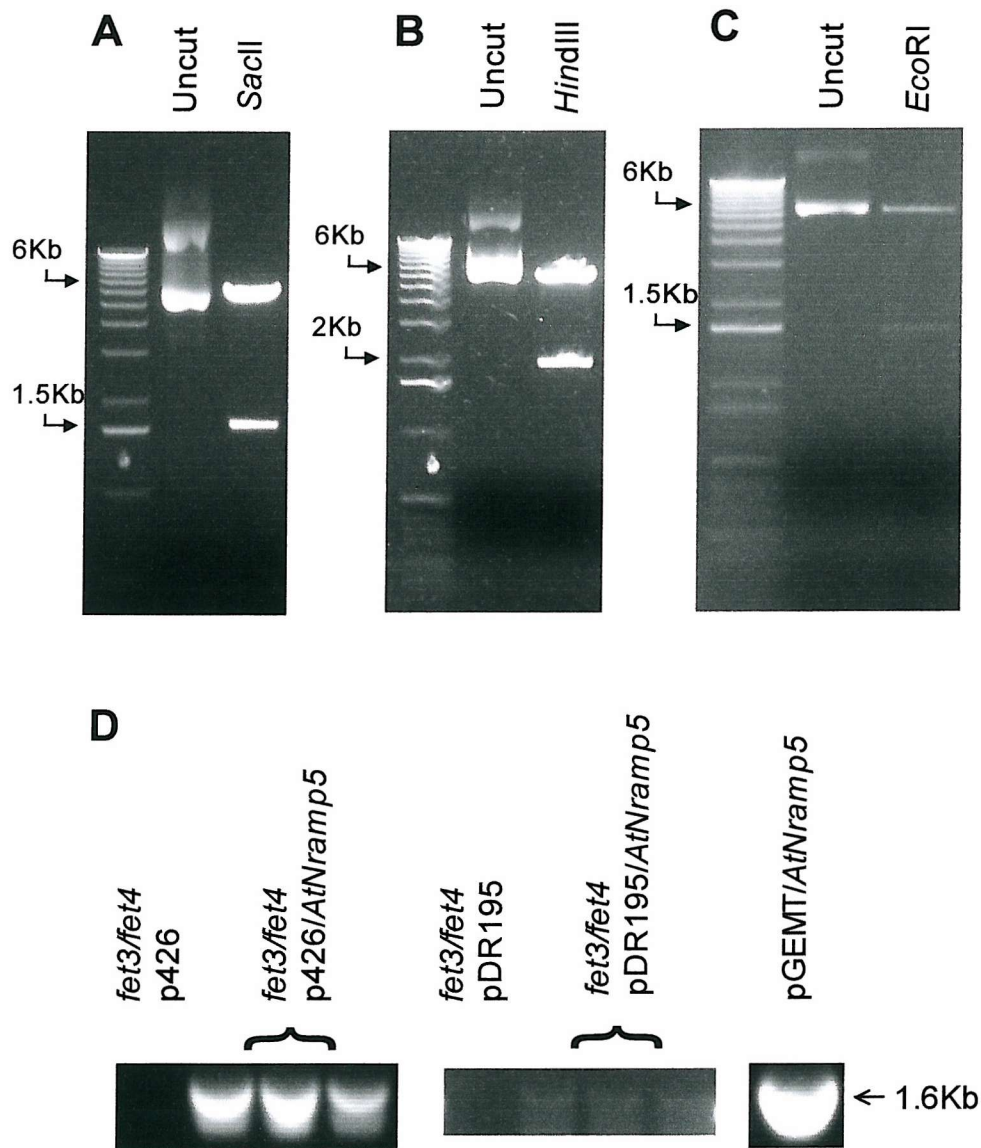 A
Uncut
SacII
6Kb
1.5Kb
B
Uncut
HindIII
6Kb
2Kb
C
Uncut
EcoRI
6Kb
1.5Kb
D
fet3/fet4
p426
fet3/fet4
p426/AtNramp5
fet3/fet4
pDR195
fet3/fet4
pDR195/AtNramp5
pGEMT/AtNramp5
1.6Kb